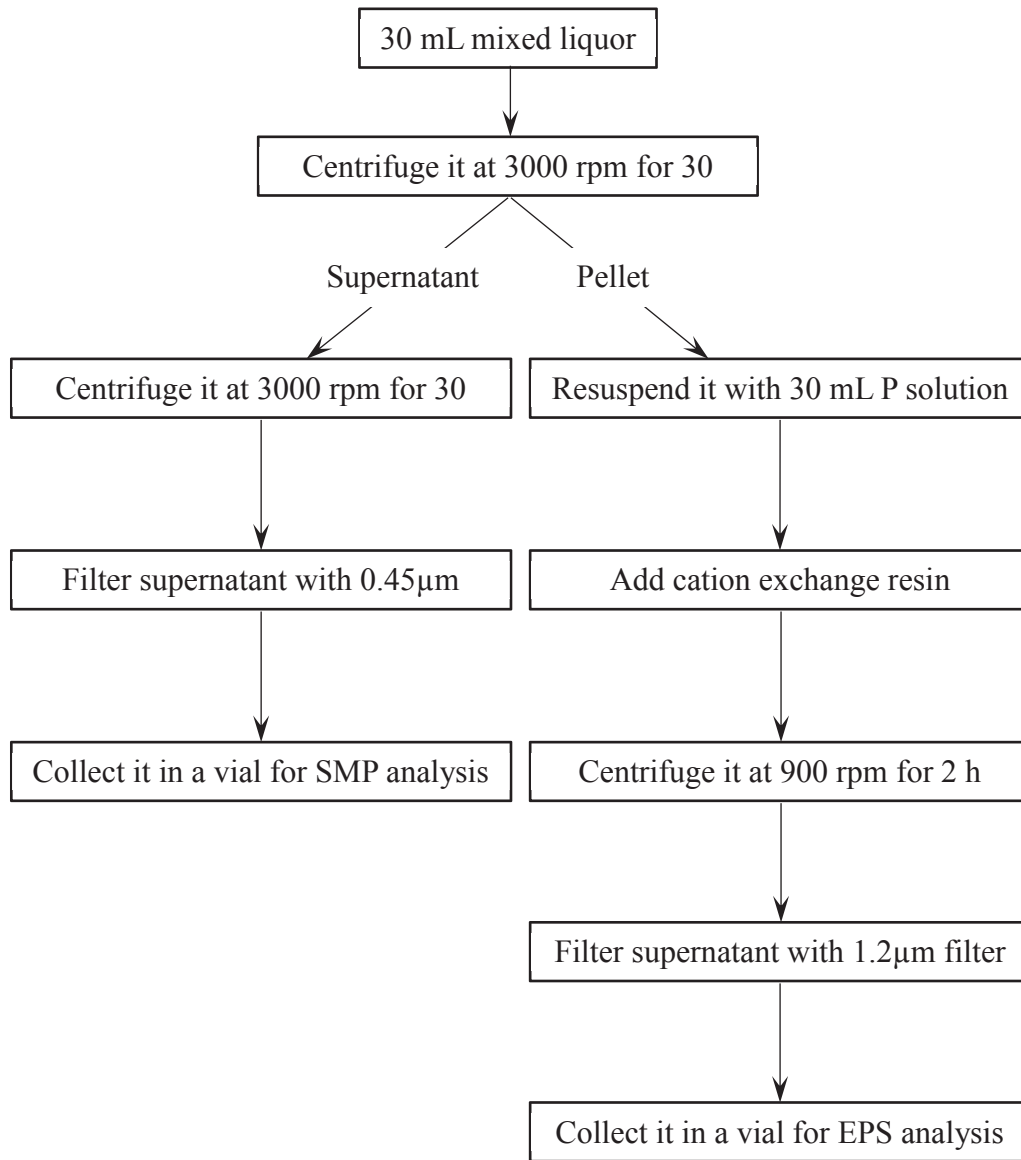 30 mL mixed liquor
Centrifuge it at 3000 rpm for 30
Supernatant
Pellet
Centrifuge it at 3000 rpm for 30
Resuspend it with 30 mL P solution
Filter supernatant with 0.45µm
Add cation exchange resin
Collect it in a vial for SMP analysis
Centrifuge it at 900 rpm for 2 h
Filter supernatant with 1.2µm filter
Collect it in a vial for EPS analysis